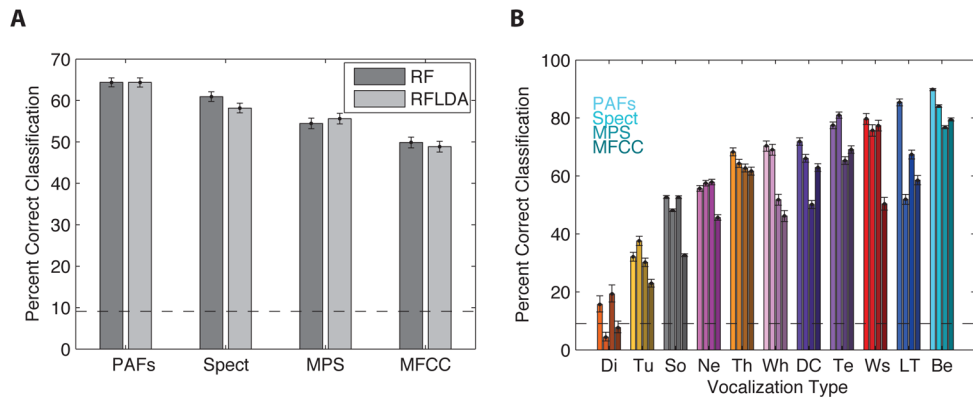 A
Percent Correct Classification
70
60
50
40
30
20
10
0
RF
RFLDA
PAFs Spect MPS MFCC
B
Percent Correct Classification
100
80
60
40
20
0
PAFs
Spect
MPS
MFCC
Di Tu So Ne Th Wh DC Te Ws LT Be
Vocalization Type